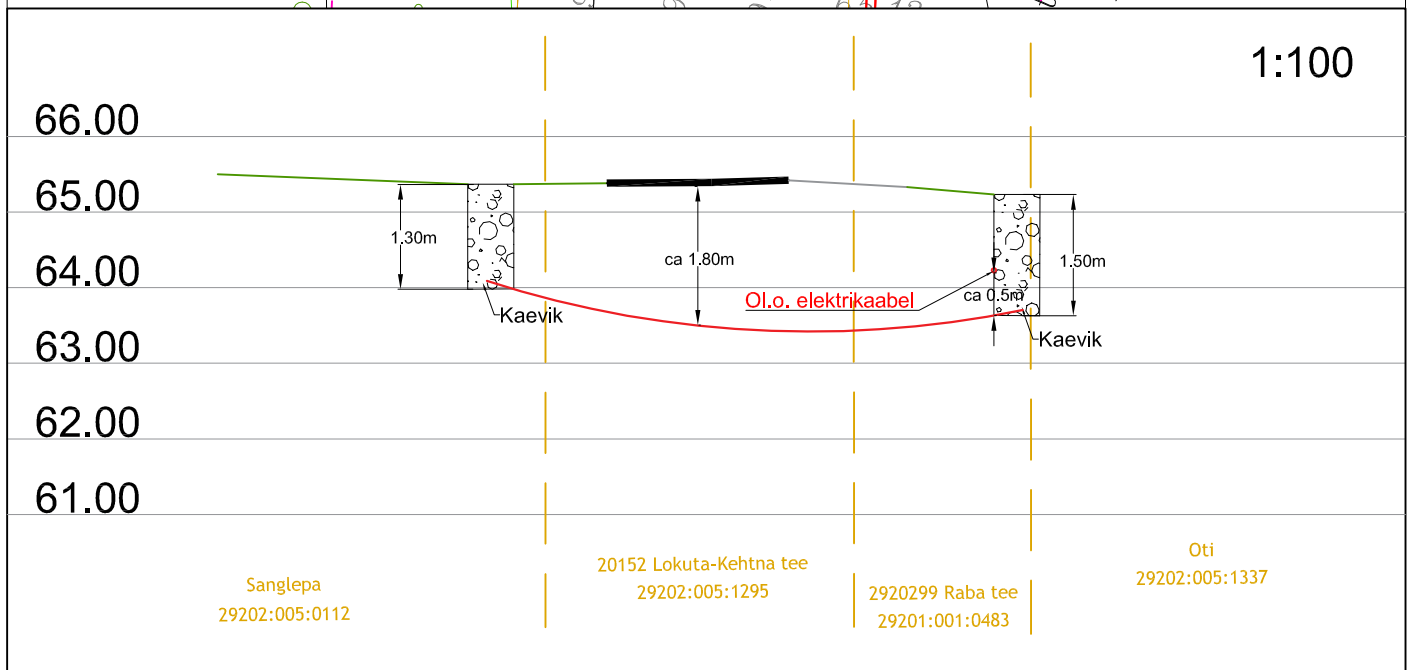 1:100
66.00
65.00
1.30m
ca 1.80m
1.50m
64.00
Ol.o. elektrikaabel
ca 0.5m
Kaevik
Kaevik
63.00
62.00
61.00
Sanglepa
29202:005:0112
20152 Lokuta-Kehtna tee
29202:005:1295
2920299 Raba tee
29201:001:0483
Oti
29202:005:1337